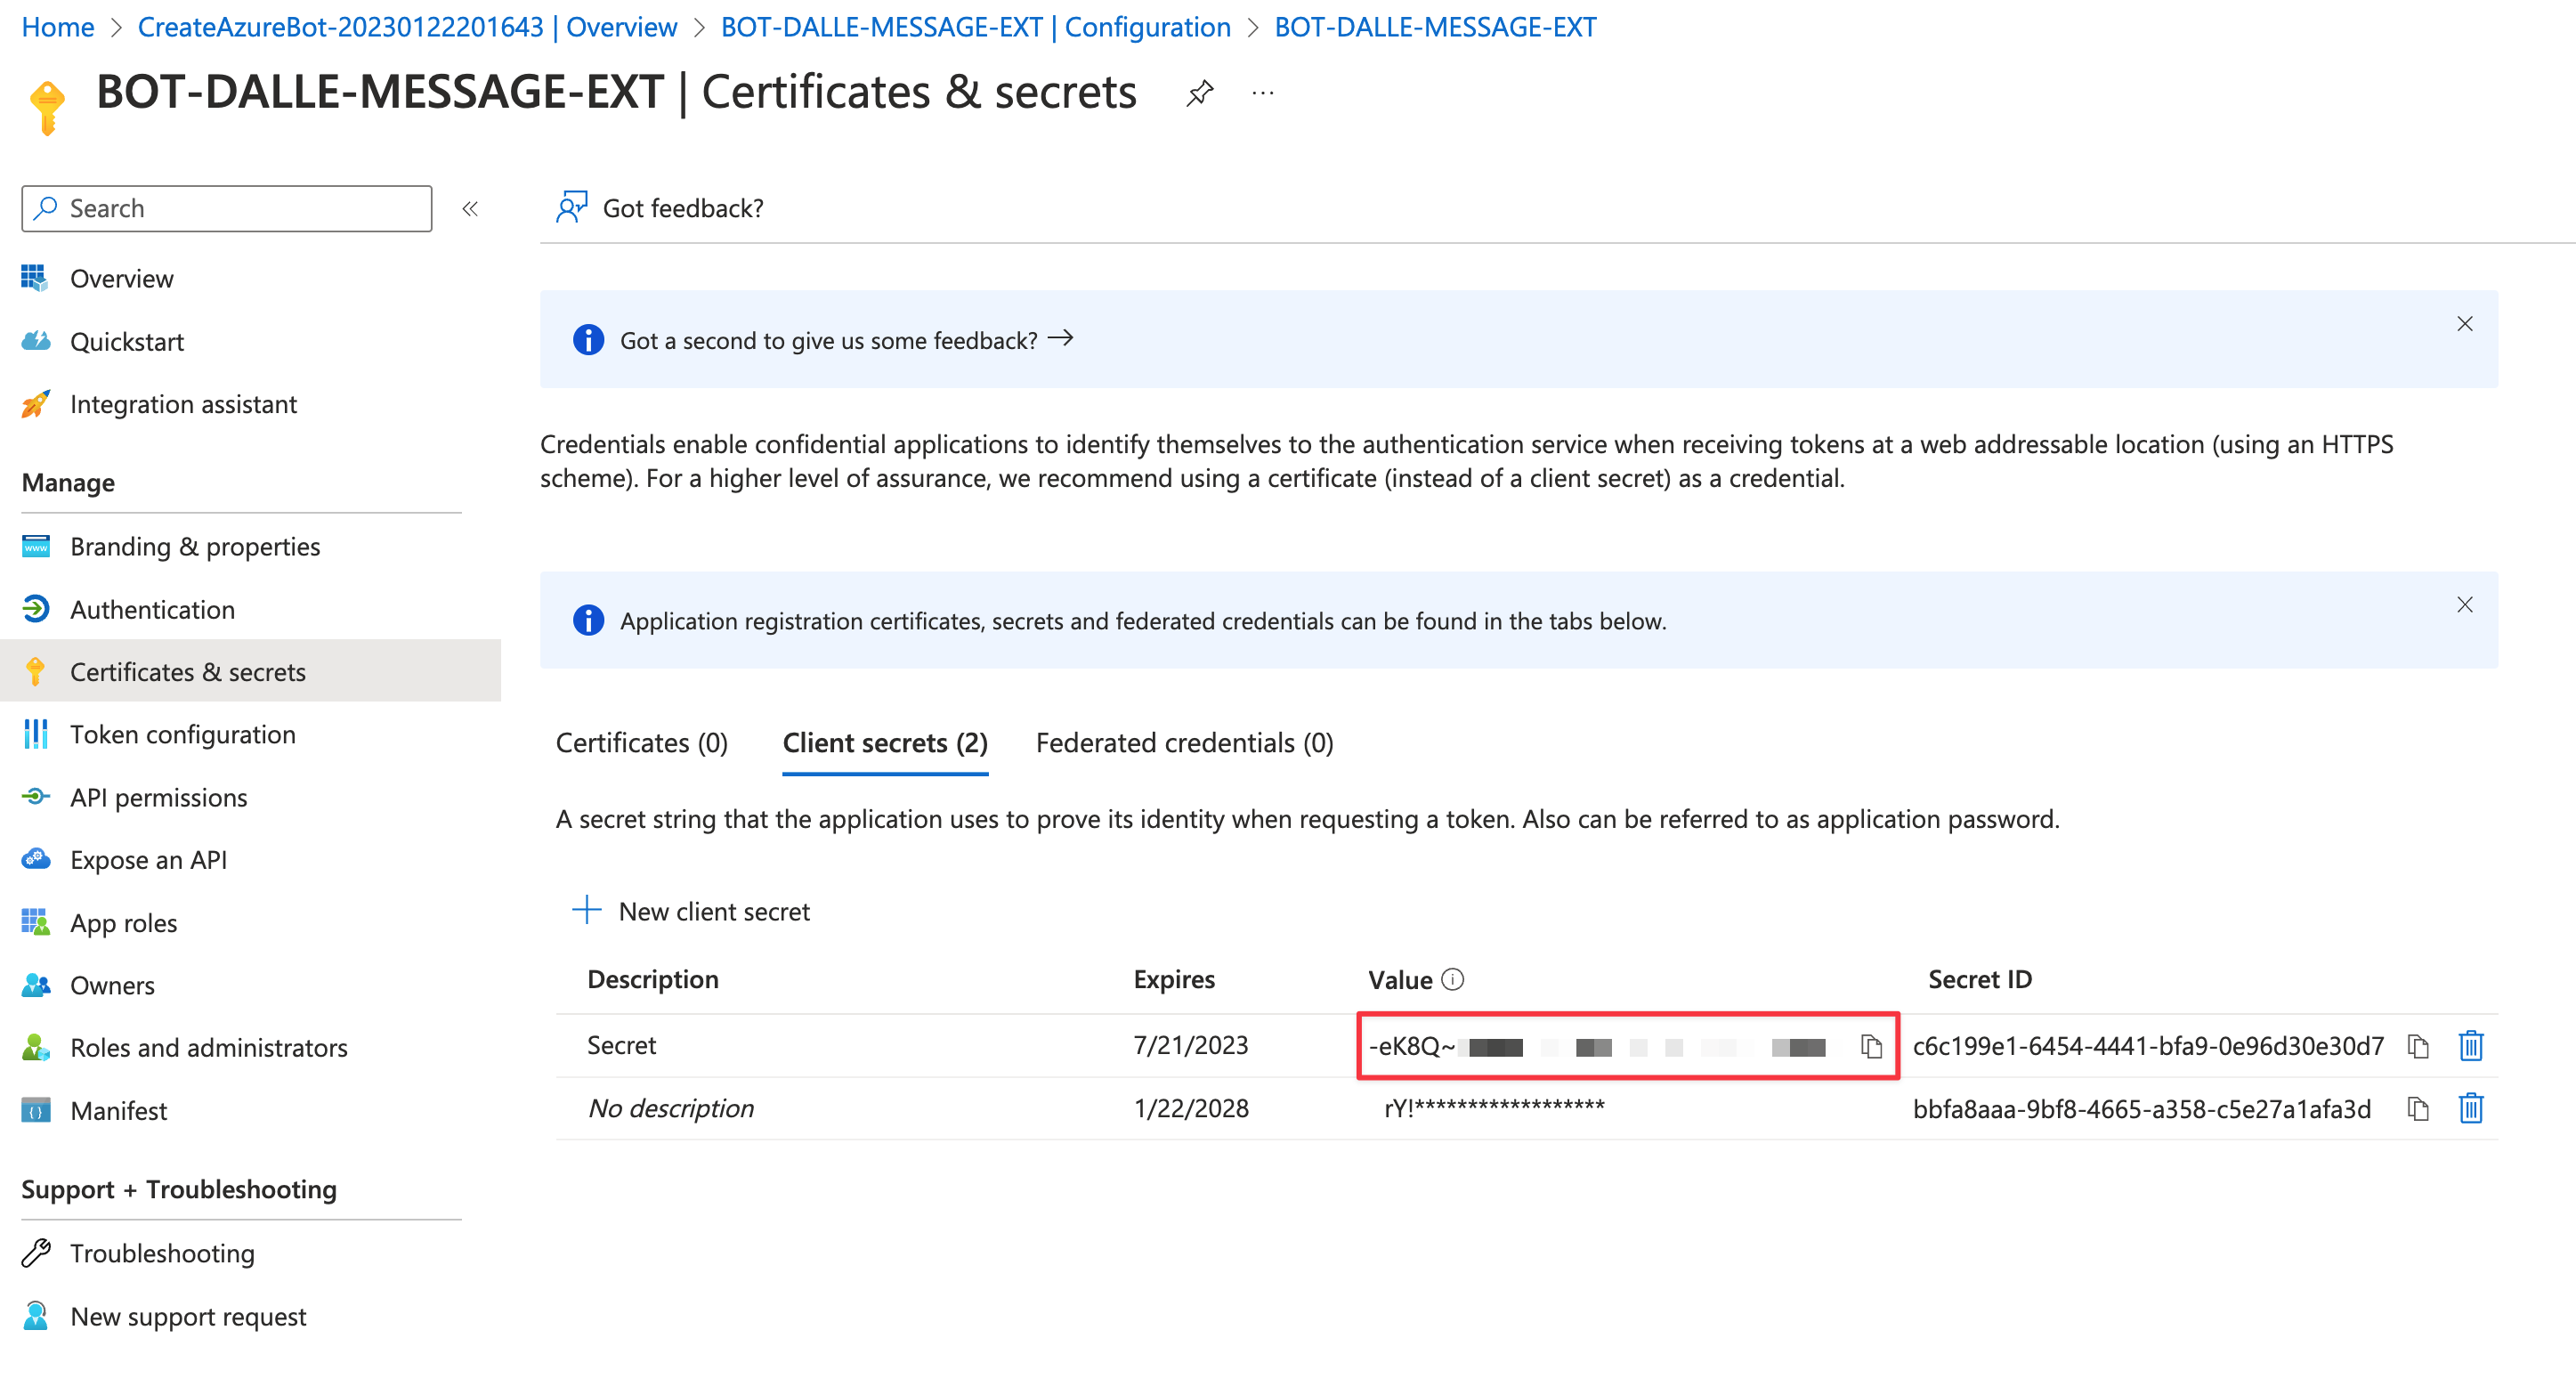 Home > CreateAzureBot-20230122201643 | Overview > BOT-DALLE-MESSAGE-EXT | Configuration > BOT-DALLE-MESSAGE-EXT
BOT-DALLE-MESSAGE-EXT | Certificates & secrets ...
Search «
Got feedback?
Overview
Quickstart
Integration assistant
Manage
Branding & properties
Authentication
Certificates & secrets
Token configuration
API permissions
Expose an API
App roles
Owners
Roles and administrators
Manifest
Support + Troubleshooting
Troubleshooting
New support request
Got a second to give us some feedback? →
Credentials enable confidential applications to identify themselves to the authentication service when receiving tokens at a web addressable location (using an HTTPS
scheme). For a higher level of assurance, we recommend using a certificate (instead of a client secret) as a credential.
Application registration certificates, secrets and federated credentials can be found in the tabs below.
Certificates (0) Client secrets (2) Federated credentials (0)
A secret string that the application uses to prove its identity when requesting a token. Also can be referred to as application password.
New client secret
Description Expires Value Secret ID
Secret 7/21/2023 -eK8Q~ c6c199e1-6454-4441-bfa9-0e96d30e30d7
No description 1/22/2028 rY!****************** bbfa8aaa-9bf8-4665-a358-c5e27a1afa3d